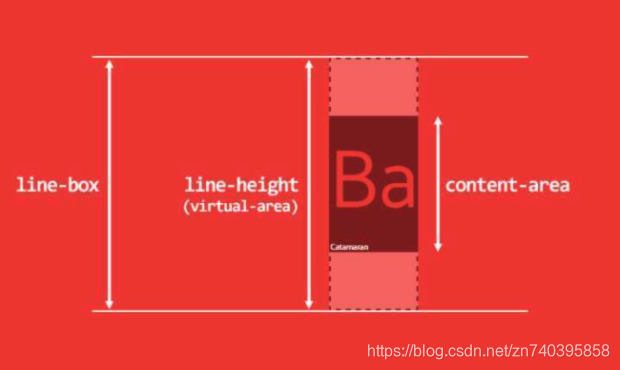 line-box
line-height
(virtual-area)
Ba
content-area
Catamaran
https://blog.csdn.net/zn740395858